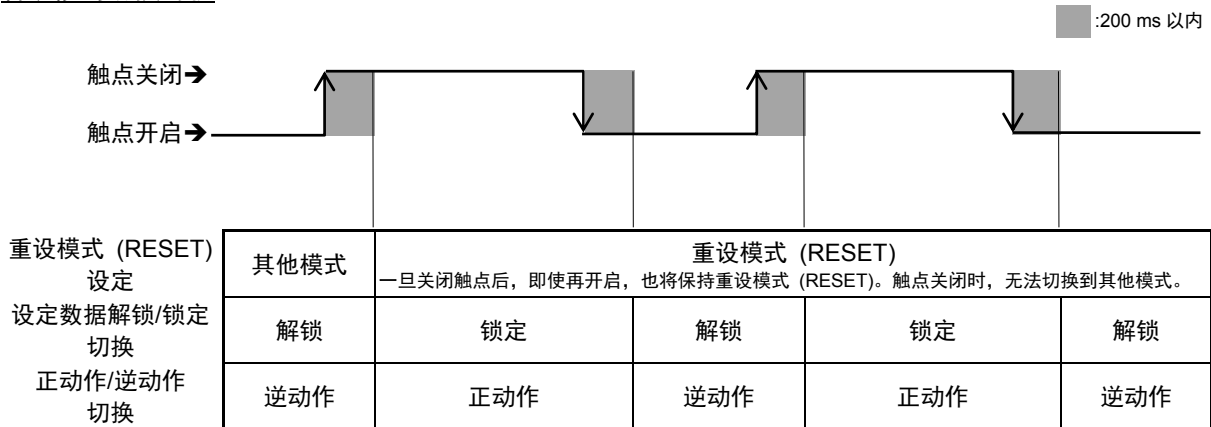 :200 ms 以内
触点关闭➔
触点开启➔
重设模式 (RESET)
设定
其他模式
重设模式 (RESET)
一旦关闭触点后，即使再开启，也将保持重设模式 (RESET)。触点关闭时，无法切换到其他模式。
设定数据解锁/锁定
切换
解锁
锁定
解锁
锁定
解锁
正动作/逆动作
切换
逆动作
正动作
逆动作
正动作
逆动作